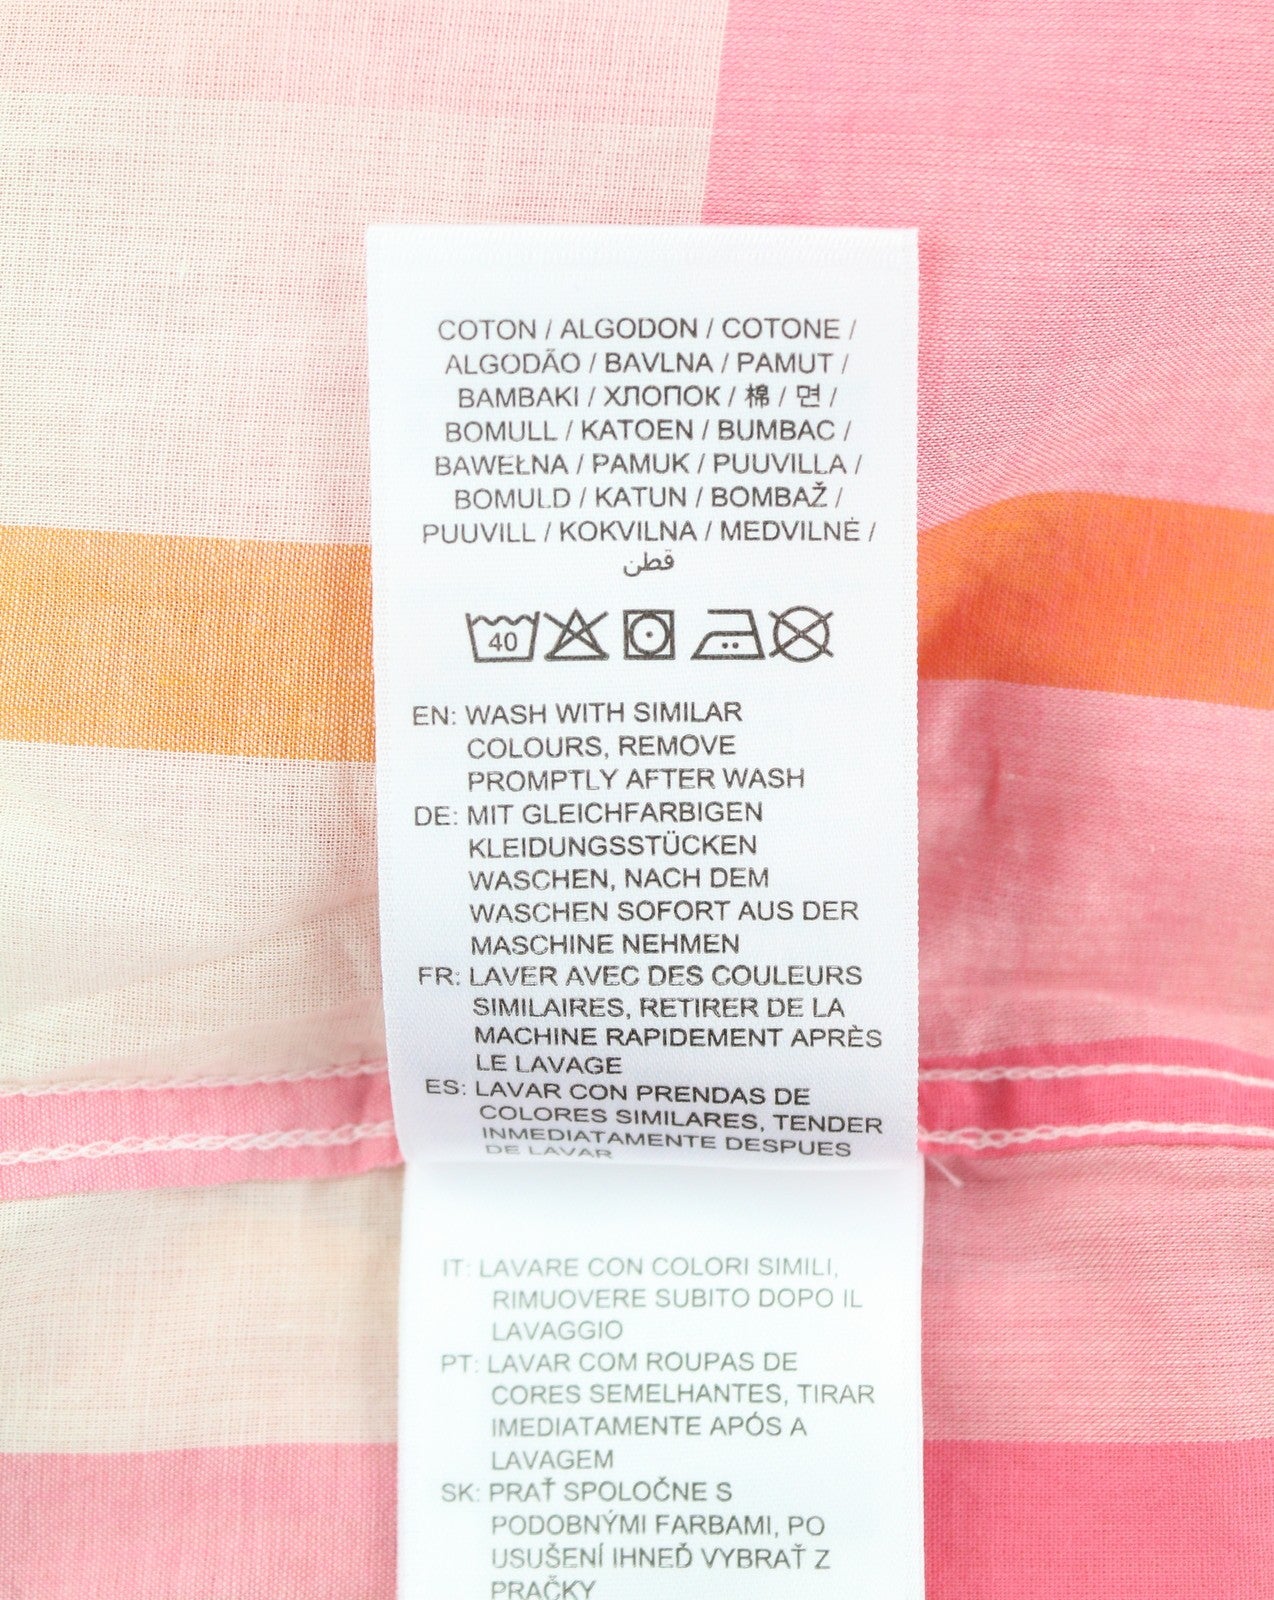 COTON / ALGODON / COTONE /
ALGODÃO / BAVLNA / PAMUT /
BAMBAKI / ХЛОПОК / 棉 / 면 /
BOMULL / KATOEN / BUMBAC /
BAWEŁNA / PAMUK / PUUVILLA /
BOMULD / KATUN / BOMBAŽ /
PUUVILL / KOKVILNA / MEDVILNĖ /
قطن
40
EN: WASH WITH SIMILAR
COLOURS, REMOVE
PROMPTLY AFTER WASH
DE: MIT GLEICHFARBIGEN
KLEIDUNGSSTÜCKEN
WASCHEN, NACH DEM
WASCHEN SOFORT AUS DER
MASCHINE NEHMEN
FR: LAVER AVEC DES COULEURS
SIMILAIRES, RETIRER DE LA
MACHINE RAPIDEMENT APRÈS
LE LAVAGE
ES: LAVAR CON PRENDAS DE
COLORES SIMILARES, TENDER
INMEDIATAMENTE DESPUES
DE LAVAR
IT: LAVARE CON COLORI SIMILI,
RIMUOVERE SUBITO DOPO IL
LAVAGGIO
PT: LAVAR COM ROUPAS DE
CORES SEMELHANTES, TIRAR
IMEDIATAMENTE APÓS A
LAVAGEM
SK: PRAŤ SPOLOČNE S
PODOBNÝMI FARBAMI, PO
USUŠENÍ IHNEĎ VYBRAŤ Z
PRAČKY